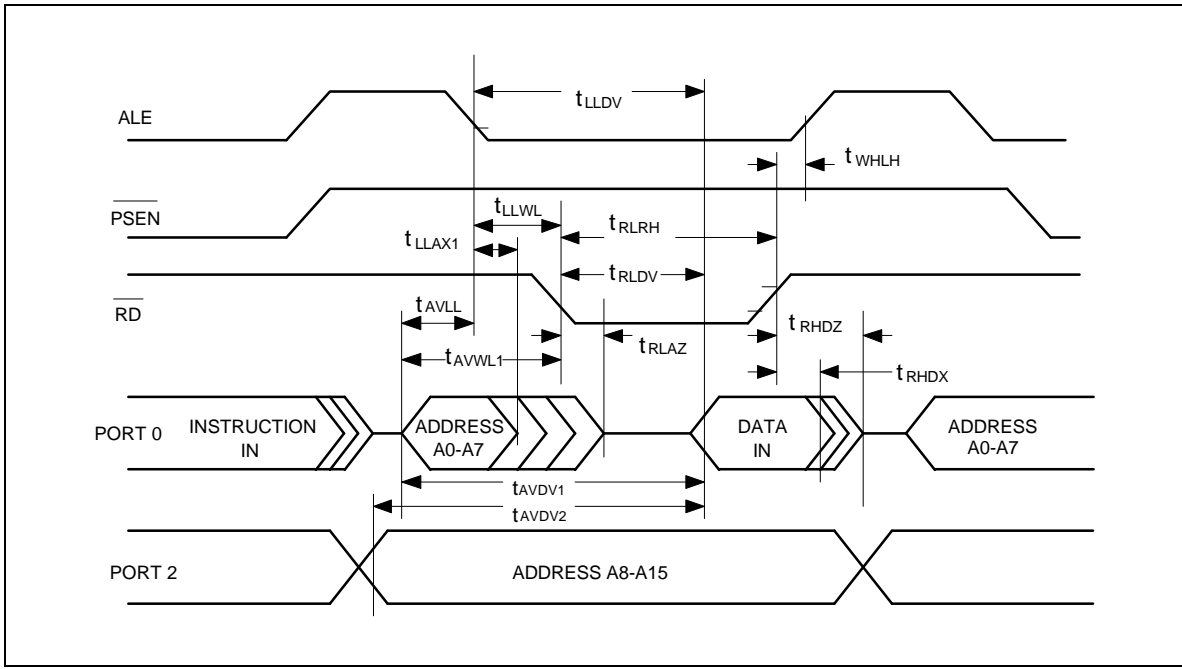 tLLDV
ALE
tWHLH
PSEN
tLLWL
tRLRH
tLLAX1
tRLDV
RD
tAVLL
tRHDZ
tRLAZ
tAVWL1
tRHDX
PORT 0
INSTRUCTION
IN
ADDRESS
A0-A7
DATA
IN
ADDRESS
A0-A7
tAVDV1
tAVDV2
PORT 2
ADDRESS A8-A15